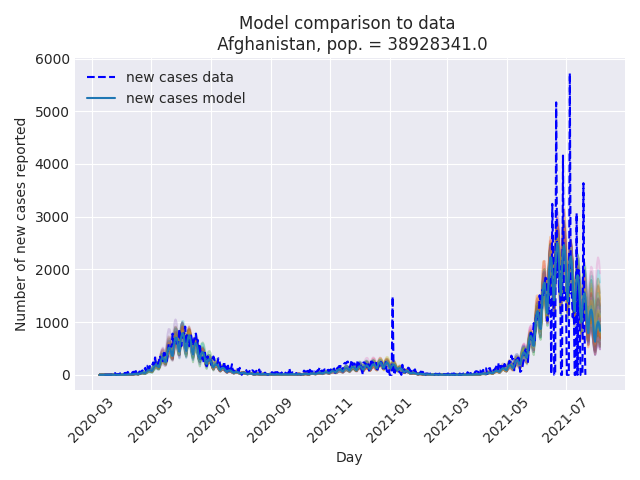 Model comparison to data
Afghanistan, pop. = 38928341.0
new cases data
new cases model
Number of new cases reported
6000
5000
4000
3000
2000
1000
0
2020-03
2020-05
2020-07
2020-09
2020-11
2021-01
2021-03
2021-05
2021-07
Day